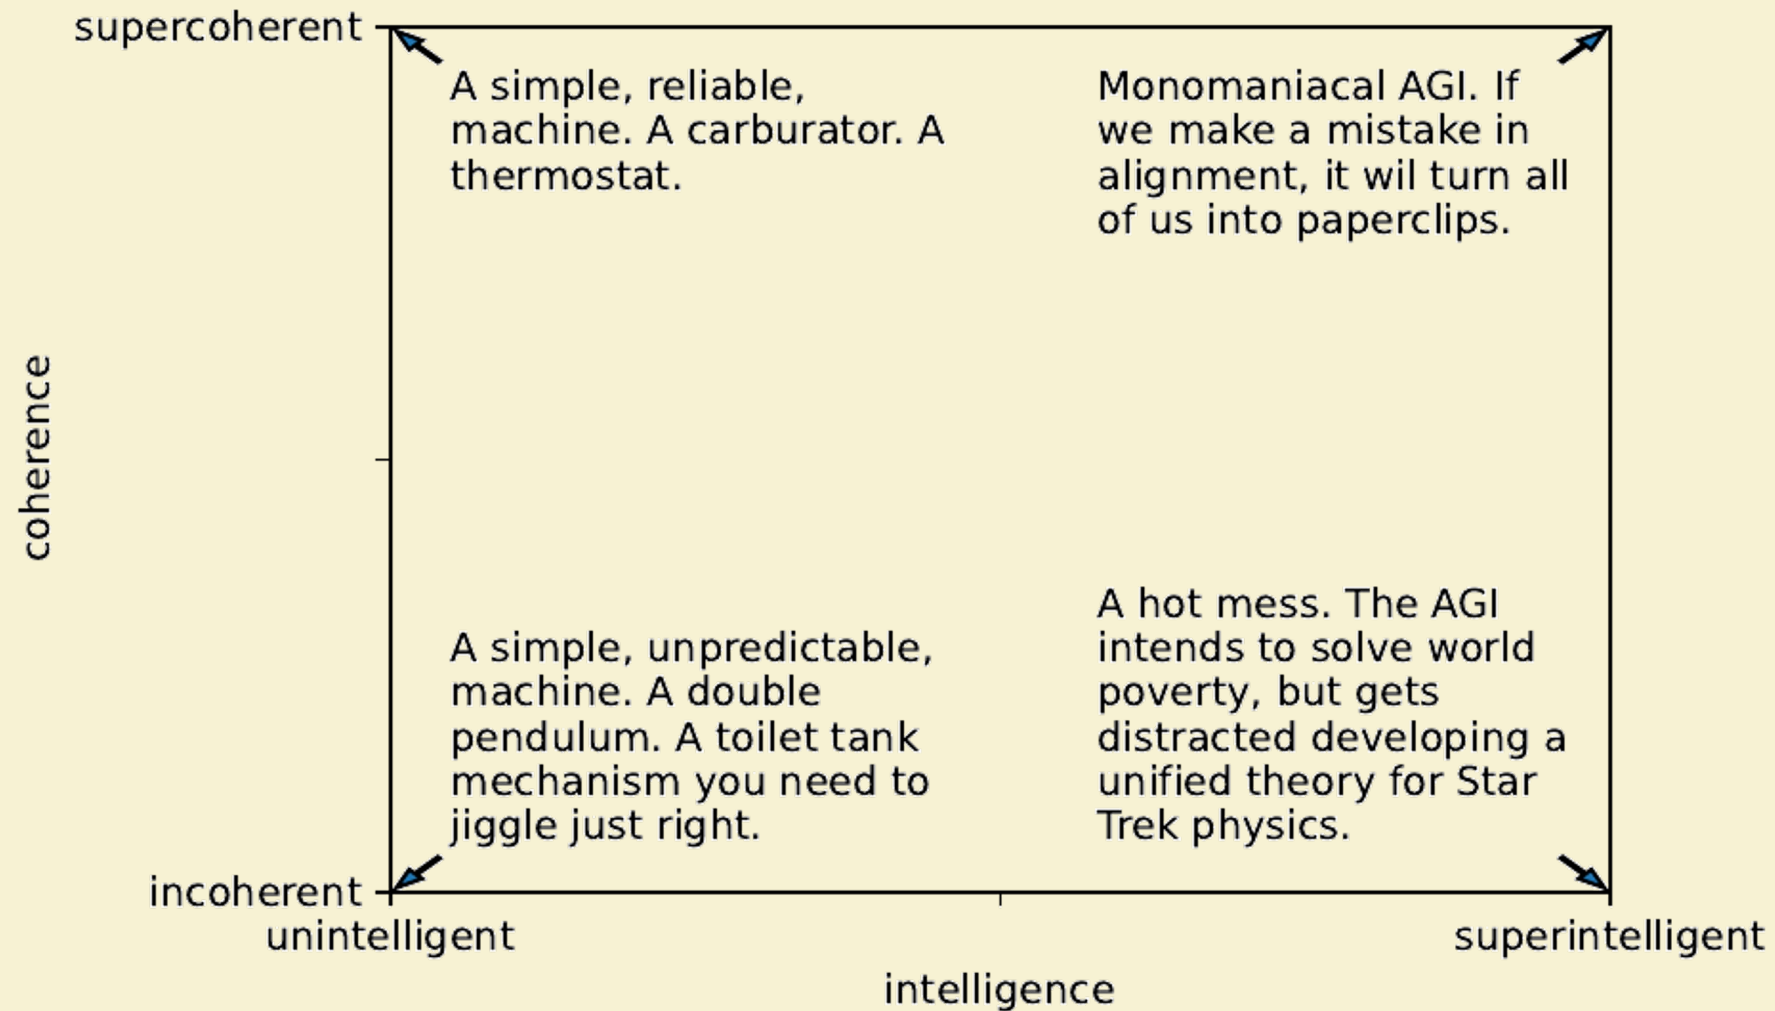 supercoherent
A simple, reliable,
machine. A carburator. A
thermostat.
Monomaniacal AGI. If
we make a mistake in
alignment, it wil turn all
of us into paperclips.
coherence
A simple, unpredictable,
machine. A double
pendulum. A toilet tank
mechanism you need to
jiggle just right.
A hot mess. The AGI
intends to solve world
poverty, but gets
distracted developing a
unified theory for Star
Trek physics.
incoherent
unintelligent
superintelligent
intelligence